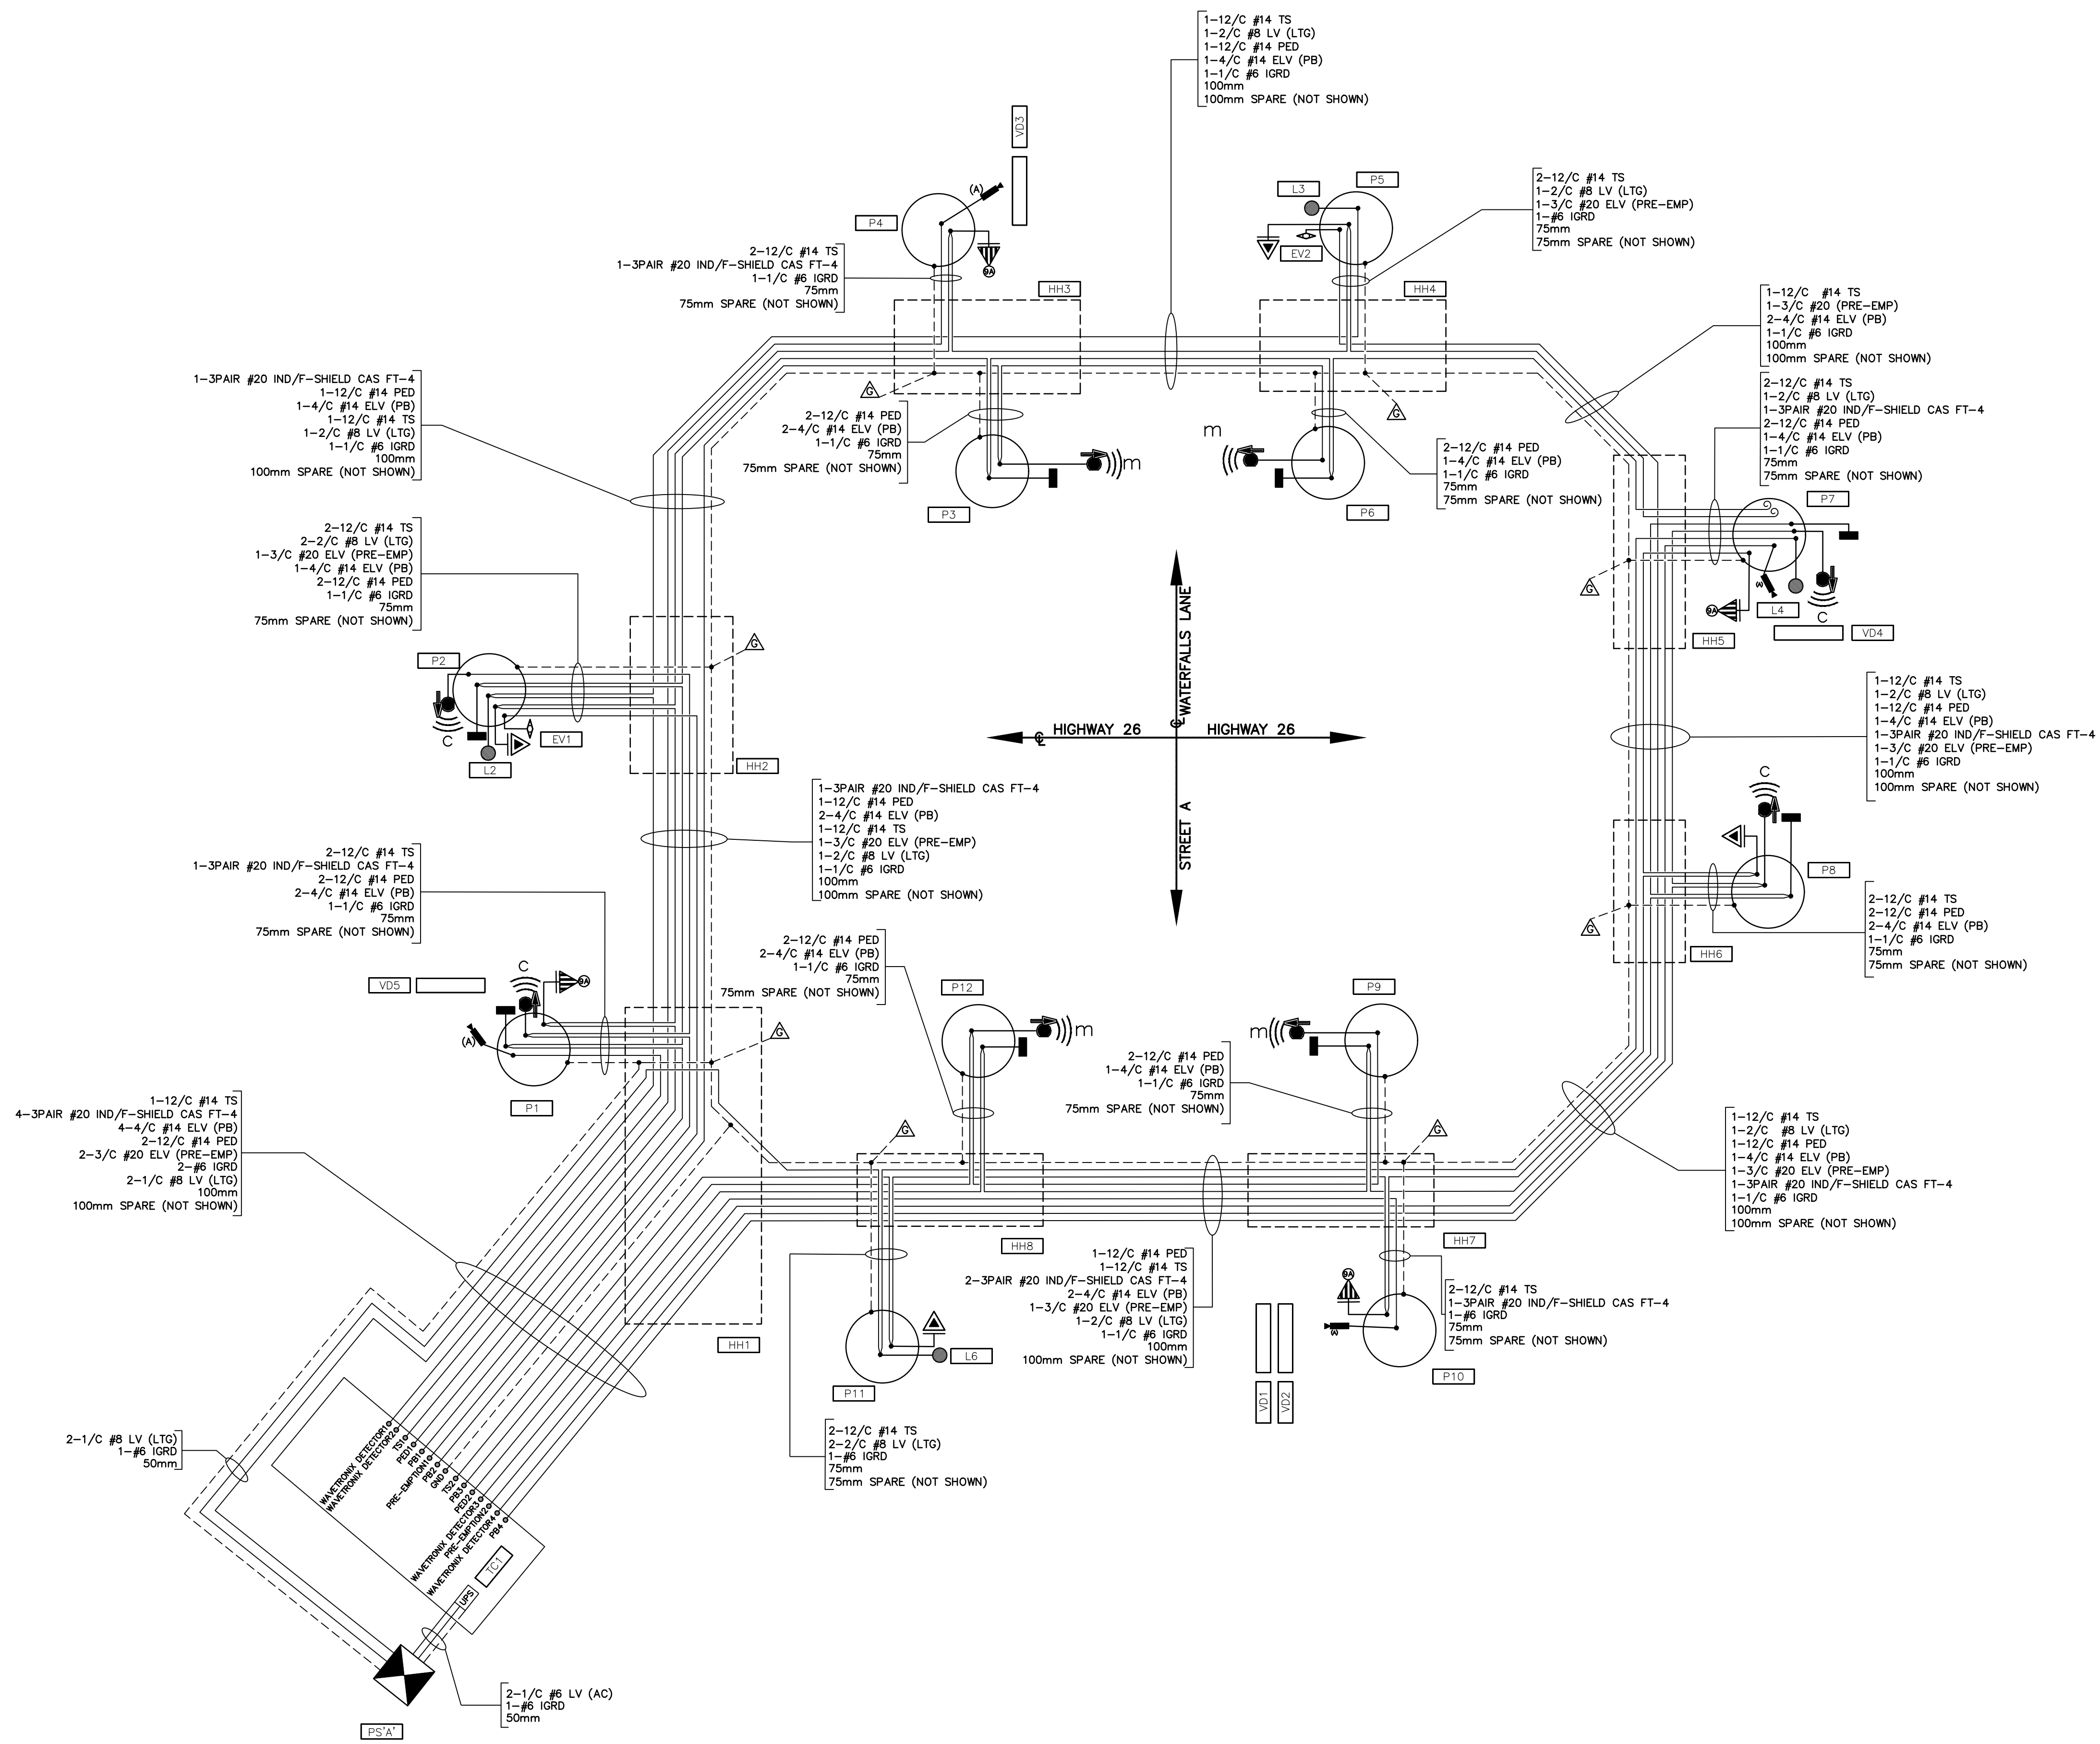 1-12/C #14 TS
1-2/C #8 LV (LTG)
1-12/C #14 PED
1-4/C #14 ELV (PB)
1-1/C #6 IGRD
100mm
100mm SPARE (NOT SHOWN)
VD3
P4
(A)
9A
2-12/C #14 TS
1-3PAIR #20 IND/F-SHIELD CAS FT-4
1-1/C #6 IGRD
75mm
75mm SPARE (NOT SHOWN)
HH3
L3
P5
EV2
HH4
2-12/C #14 TS
1-2/C #8 LV (LTG)
1-3/C #20 ELV (PRE-EMP)
1-#6 IGRD
75mm
75mm SPARE (NOT SHOWN)
1-12/C #14 TS
1-3/C #20 (PRE-EMP)
2-4/C #14 ELV (PB)
1-1/C #6 IGRD
100mm
100mm SPARE (NOT SHOWN)
1-3PAIR #20 IND/F-SHIELD CAS FT-4
1-12/C #14 PED
1-4/C #14 ELV (PB)
1-12/C #14 TS
1-2/C #8 LV (LTG)
1-1/C #6 IGRD
100mm
100mm SPARE (NOT SHOWN)
G
2-12/C #14 PED
2-4/C #14 ELV (PB)
1-1/C #6 IGRD
75mm
75mm SPARE (NOT SHOWN)
m
P3
G
m
P6
2-12/C #14 PED
1-4/C #14 ELV (PB)
1-1/C #6 IGRD
75mm
75mm SPARE (NOT SHOWN)
2-12/C #14 TS
1-2/C #8 LV (LTG)
1-3PAIR #20 IND/F-SHIELD CAS FT-4
2-12/C #14 PED
1-4/C #14 ELV (PB)
1-1/C #6 IGRD
75mm
75mm SPARE (NOT SHOWN)
P7
G
9A
(A)
L4
C
VD4
HH5
2-12/C #14 TS
2-2/C #8 LV (LTG)
1-3/C #20 ELV (PRE-EMP)
1-4/C #14 ELV (PB)
2-12/C #14 PED
1-1/C #6 IGRD
75mm
75mm SPARE (NOT SHOWN)
P2
C
L2
EV1
G
HH2
WATERFALLS LANE
HIGHWAY 26
HIGHWAY 26
STREET A
1-12/C #14 TS
1-2/C #8 LV (LTG)
1-12/C #14 PED
1-4/C #14 ELV (PB)
1-3PAIR #20 IND/F-SHIELD CAS FT-4
1-3/C #20 ELV (PRE-EMP)
1-1/C #6 IGRD
100mm
100mm SPARE (NOT SHOWN)
1-3PAIR #20 IND/F-SHIELD CAS FT-4
1-12/C #14 PED
2-4/C #14 ELV (PB)
1-12/C #14 TS
1-3/C #20 ELV (PRE-EMP)
1-2/C #8 LV (LTG)
1-1/C #6 IGRD
100mm
100mm SPARE (NOT SHOWN)
2-12/C #14 TS
1-3PAIR #20 IND/F-SHIELD CAS FT-4
2-12/C #14 PED
2-4/C #14 ELV (PB)
1-1/C #6 IGRD
75mm
75mm SPARE (NOT SHOWN)
VD5
C
9A
(A)
P1
G
C
P8
G
HH6
2-12/C #14 TS
2-12/C #14 PED
2-4/C #14 ELV (PB)
1-1/C #6 IGRD
75mm
75mm SPARE (NOT SHOWN)
2-12/C #14 PED
2-4/C #14 ELV (PB)
1-1/C #6 IGRD
75mm
75mm SPARE (NOT SHOWN)
P12
m
P9
m
2-12/C #14 PED
1-4/C #14 ELV (PB)
1-1/C #6 IGRD
75mm
75mm SPARE (NOT SHOWN)
G
G
1-12/C #14 TS
4-3PAIR #20 IND/F-SHIELD CAS FT-4
4-4/C #14 ELV (PB)
2-12/C #14 PED
2-3/C #20 ELV (PRE-EMP)
2-#6 IGRD
2-1/C #8 LV (LTG)
100mm
100mm SPARE (NOT SHOWN)
1-12/C #14 TS
1-2/C #8 LV (LTG)
1-12/C #14 PED
1-4/C #14 ELV (PB)
1-3/C #20 ELV (PRE-EMP)
1-3PAIR #20 IND/F-SHIELD CAS FT-4
1-1/C #6 IGRD
100mm
100mm SPARE (NOT SHOWN)
HH8
HH7
HH1
1-12/C #14 PED
1-12/C #14 TS
2-3PAIR #20 IND/F-SHIELD CAS FT-4
2-4/C #14 ELV (PB)
1-3/C #20 ELV (PRE-EMP)
1-2/C #8 LV (LTG)
1-1/C #6 IGRD
100mm
100mm SPARE (NOT SHOWN)
9A
(A)
VD1
VD2
P10
2-12/C #14 TS
1-3PAIR #20 IND/F-SHIELD CAS FT-4
1-#6 IGRD
75mm
75mm SPARE (NOT SHOWN)
L6
P11
2-12/C #14 TS
2-2/C #8 LV (LTG)
1-#6 IGRD
75mm
75mm SPARE (NOT SHOWN)
2-1/C #8 LV (LTG)
1-#6 IGRD
50mm
WAVETRONIX DETECTOR1
WAVETRONIX DETECTOR2
TS1
PED1
PB1
PRE-EMPTION1
PB2
GND
TS2
PB3
PED2
WAVETRONIX DETECTOR3
PRE-EMPTION2
WAVETRONIX DETECTOR4
PB4
TC1
UPS
2-1/C #6 LV (AC)
1-#6 IGRD
50mm
PS'A'